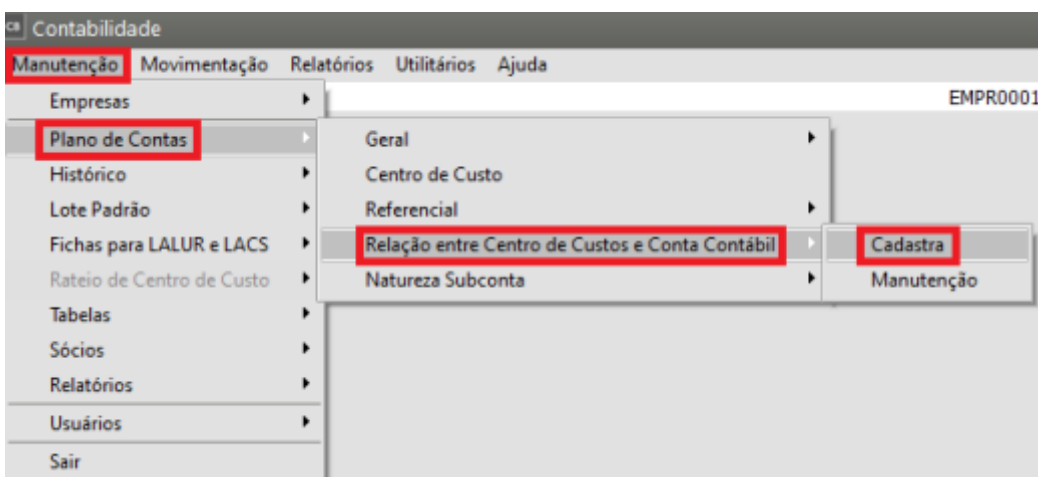 CB Contabilidade
Manutenção Movimentação Relatórios Utilitários Ajuda
Empresas EMPR0001
Plano de Contas Geral
Histórico Centro de Custo
Lote Padrão Referencial
Fichas para LALUR e LACS Relação entre Centro de Custos e Conta Contábil Cadastra
Rateio de Centro de Custo Natureza Subconta Manutenção
Tabelas
Sócios
Relatórios
Usuários
Sair